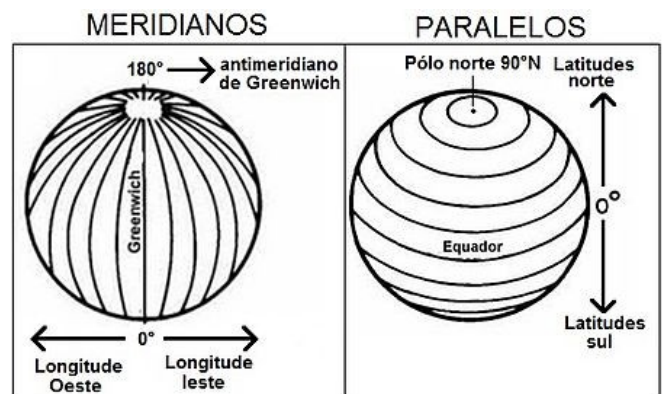 MERIDIANOS
180° antimeridiano
de Greenwich
Greenwich
0°
Longitude
Oeste
Longitude
leste
PARALELOS
Pólo norte 90°N
Latitudes
norte
0°
Equador
Latitudes
sul